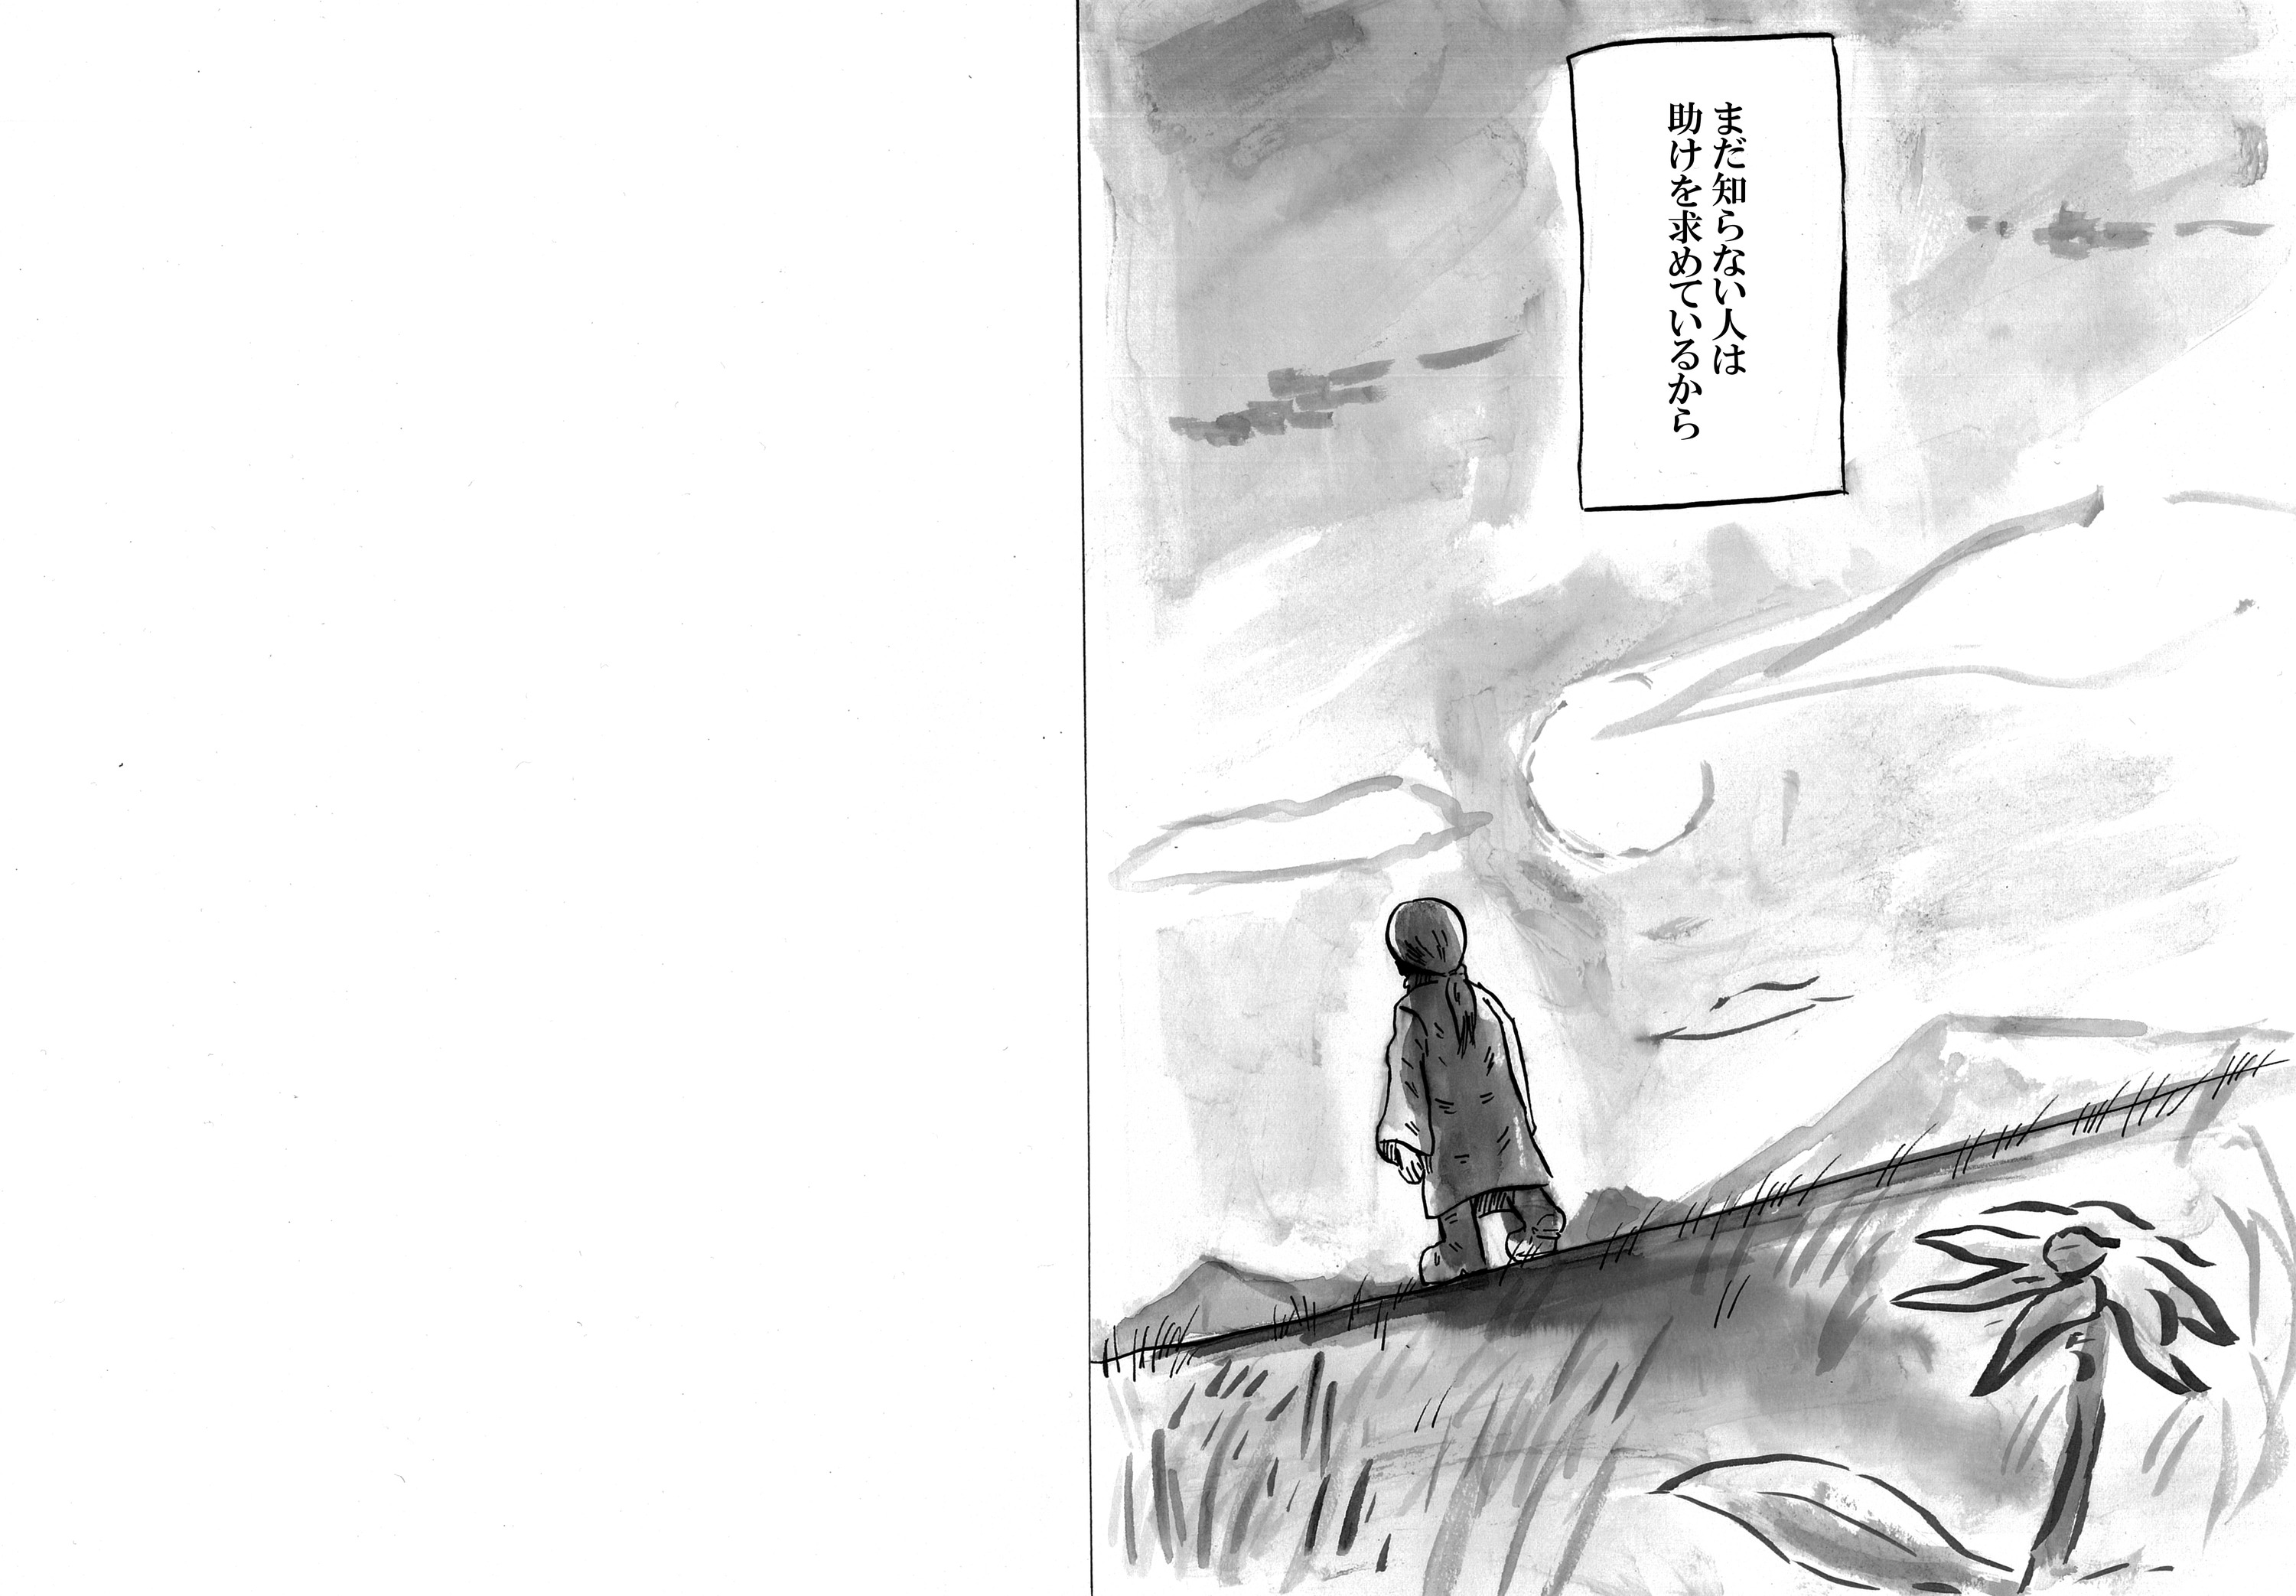 まだ知らない人は
助けを求めているから